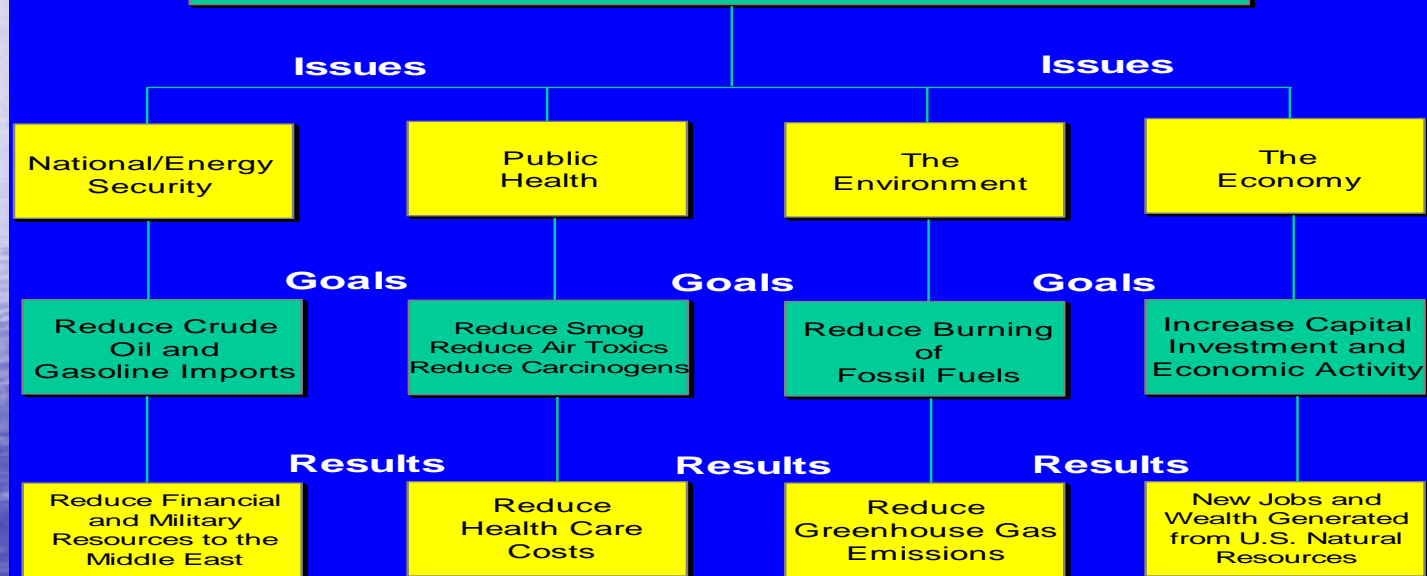 Issues
Issues
National/Energy
Security
Public
Health
The
Environment
The
Economy
Goals
Goals
Goals
Reduce Crude
Oil and
Gasoline Imports
Reduce Smog
Reduce Air Toxics
Reduce Carcinogens
Reduce Burning
of
Fossil Fuels
Increase Capital
Investment and
Economic Activity
Results
Results
Results
Reduce Financial
and Military
Resources to the
Middle East
Reduce
Health Care
Costs
Reduce
Greenhouse Gas
Emissions
New Jobs and
Wealth Generated
from U.S. Natural
Resources